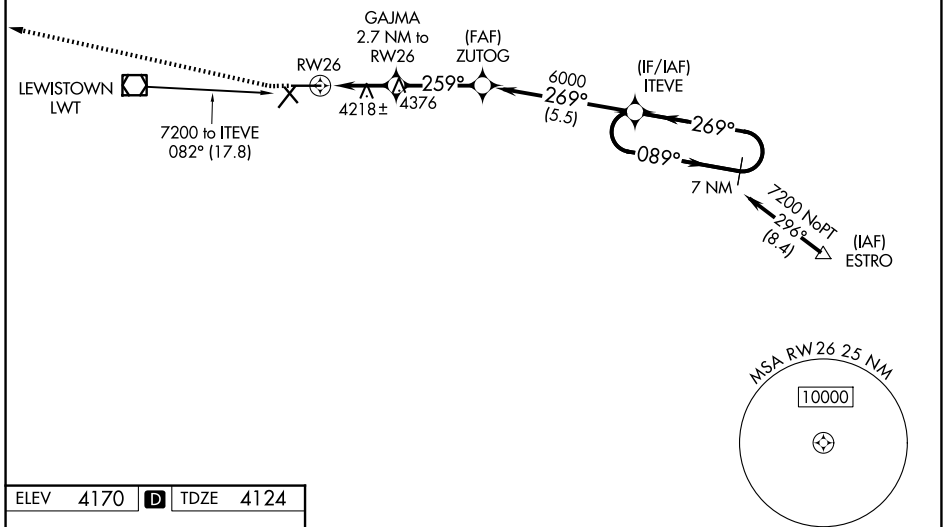 GAJMA
2.7 NM to
RW26
(FAF)
ZUTOG
RW26
(IF/IAF)
ITEVE
LEWISTOWN
LWT
4218±
4376
259°
6000
269°
(5.5)
269°
089°
7 NM
7200 to ITEVE
082° (17.8)
7200 NoPT
296°
(8.4)
(IAF)
ESTRO
MSA RW26 25 NM
10000
ELEV 4170 D TDZE 4124